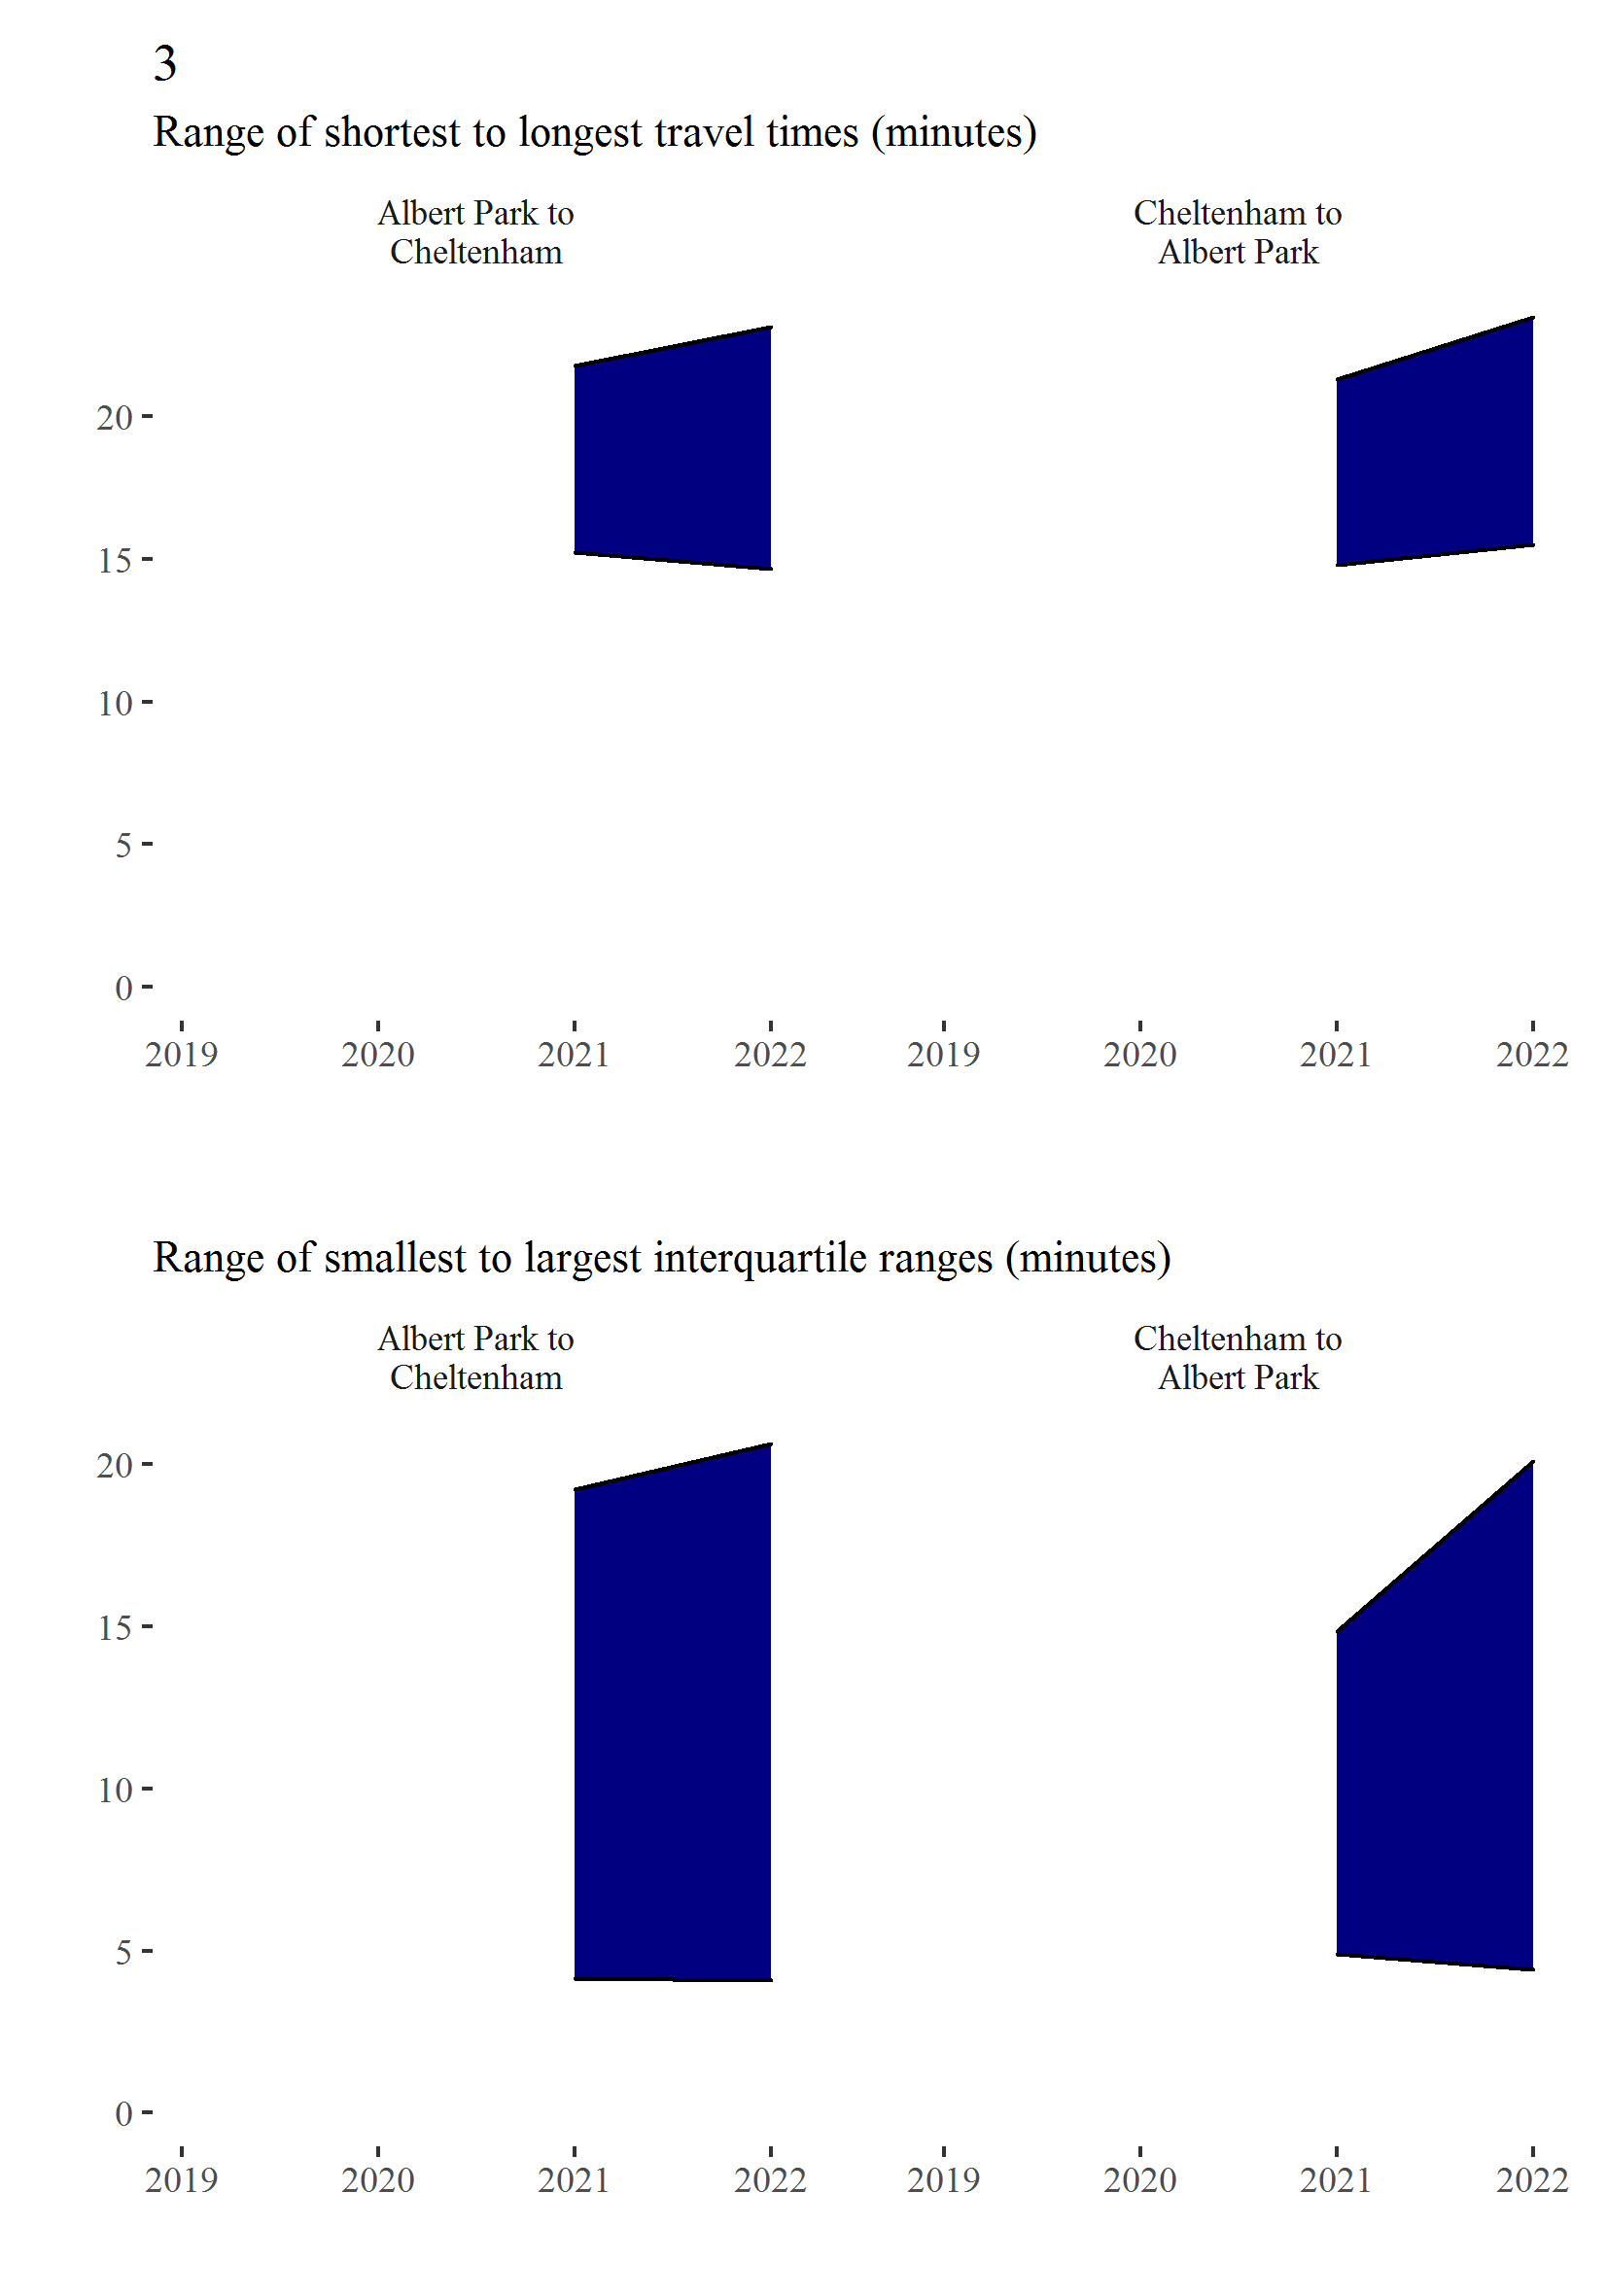 3
Range of shortest to longest travel times (minutes)
Albert Park to
Cheltenham
Cheltenham to
Albert Park
20
15
10
5
0
2019 2020 2021 2022 2019 2020 2021 2022
Range of smallest to largest interquartile ranges (minutes)
Albert Park to
Cheltenham
Cheltenham to
Albert Park
20
15
10
5
0
2019 2020 2021 2022 2019 2020 2021 2022